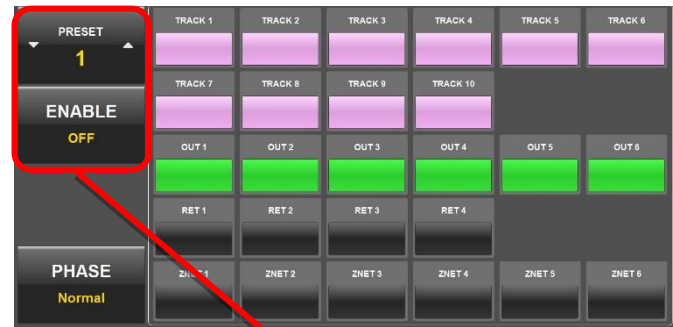 PRESET
1
ENABLE
OFF
PHASE
Normal
TRACK 1 TRACK 2 TRACK 3 TRACK 4 TRACK 5 TRACK 6
TRACK 7 TRACK 8 TRACK 9 TRACK 10
OUT 1 OUT 2 OUT 3 OUT 4 OUT 5 OUT 6
RET 1 RET 2 RET 3 RET 4
ZNET 1 ZNET 2 ZNET 3 ZNET 4 ZNET 5 ZNET 6